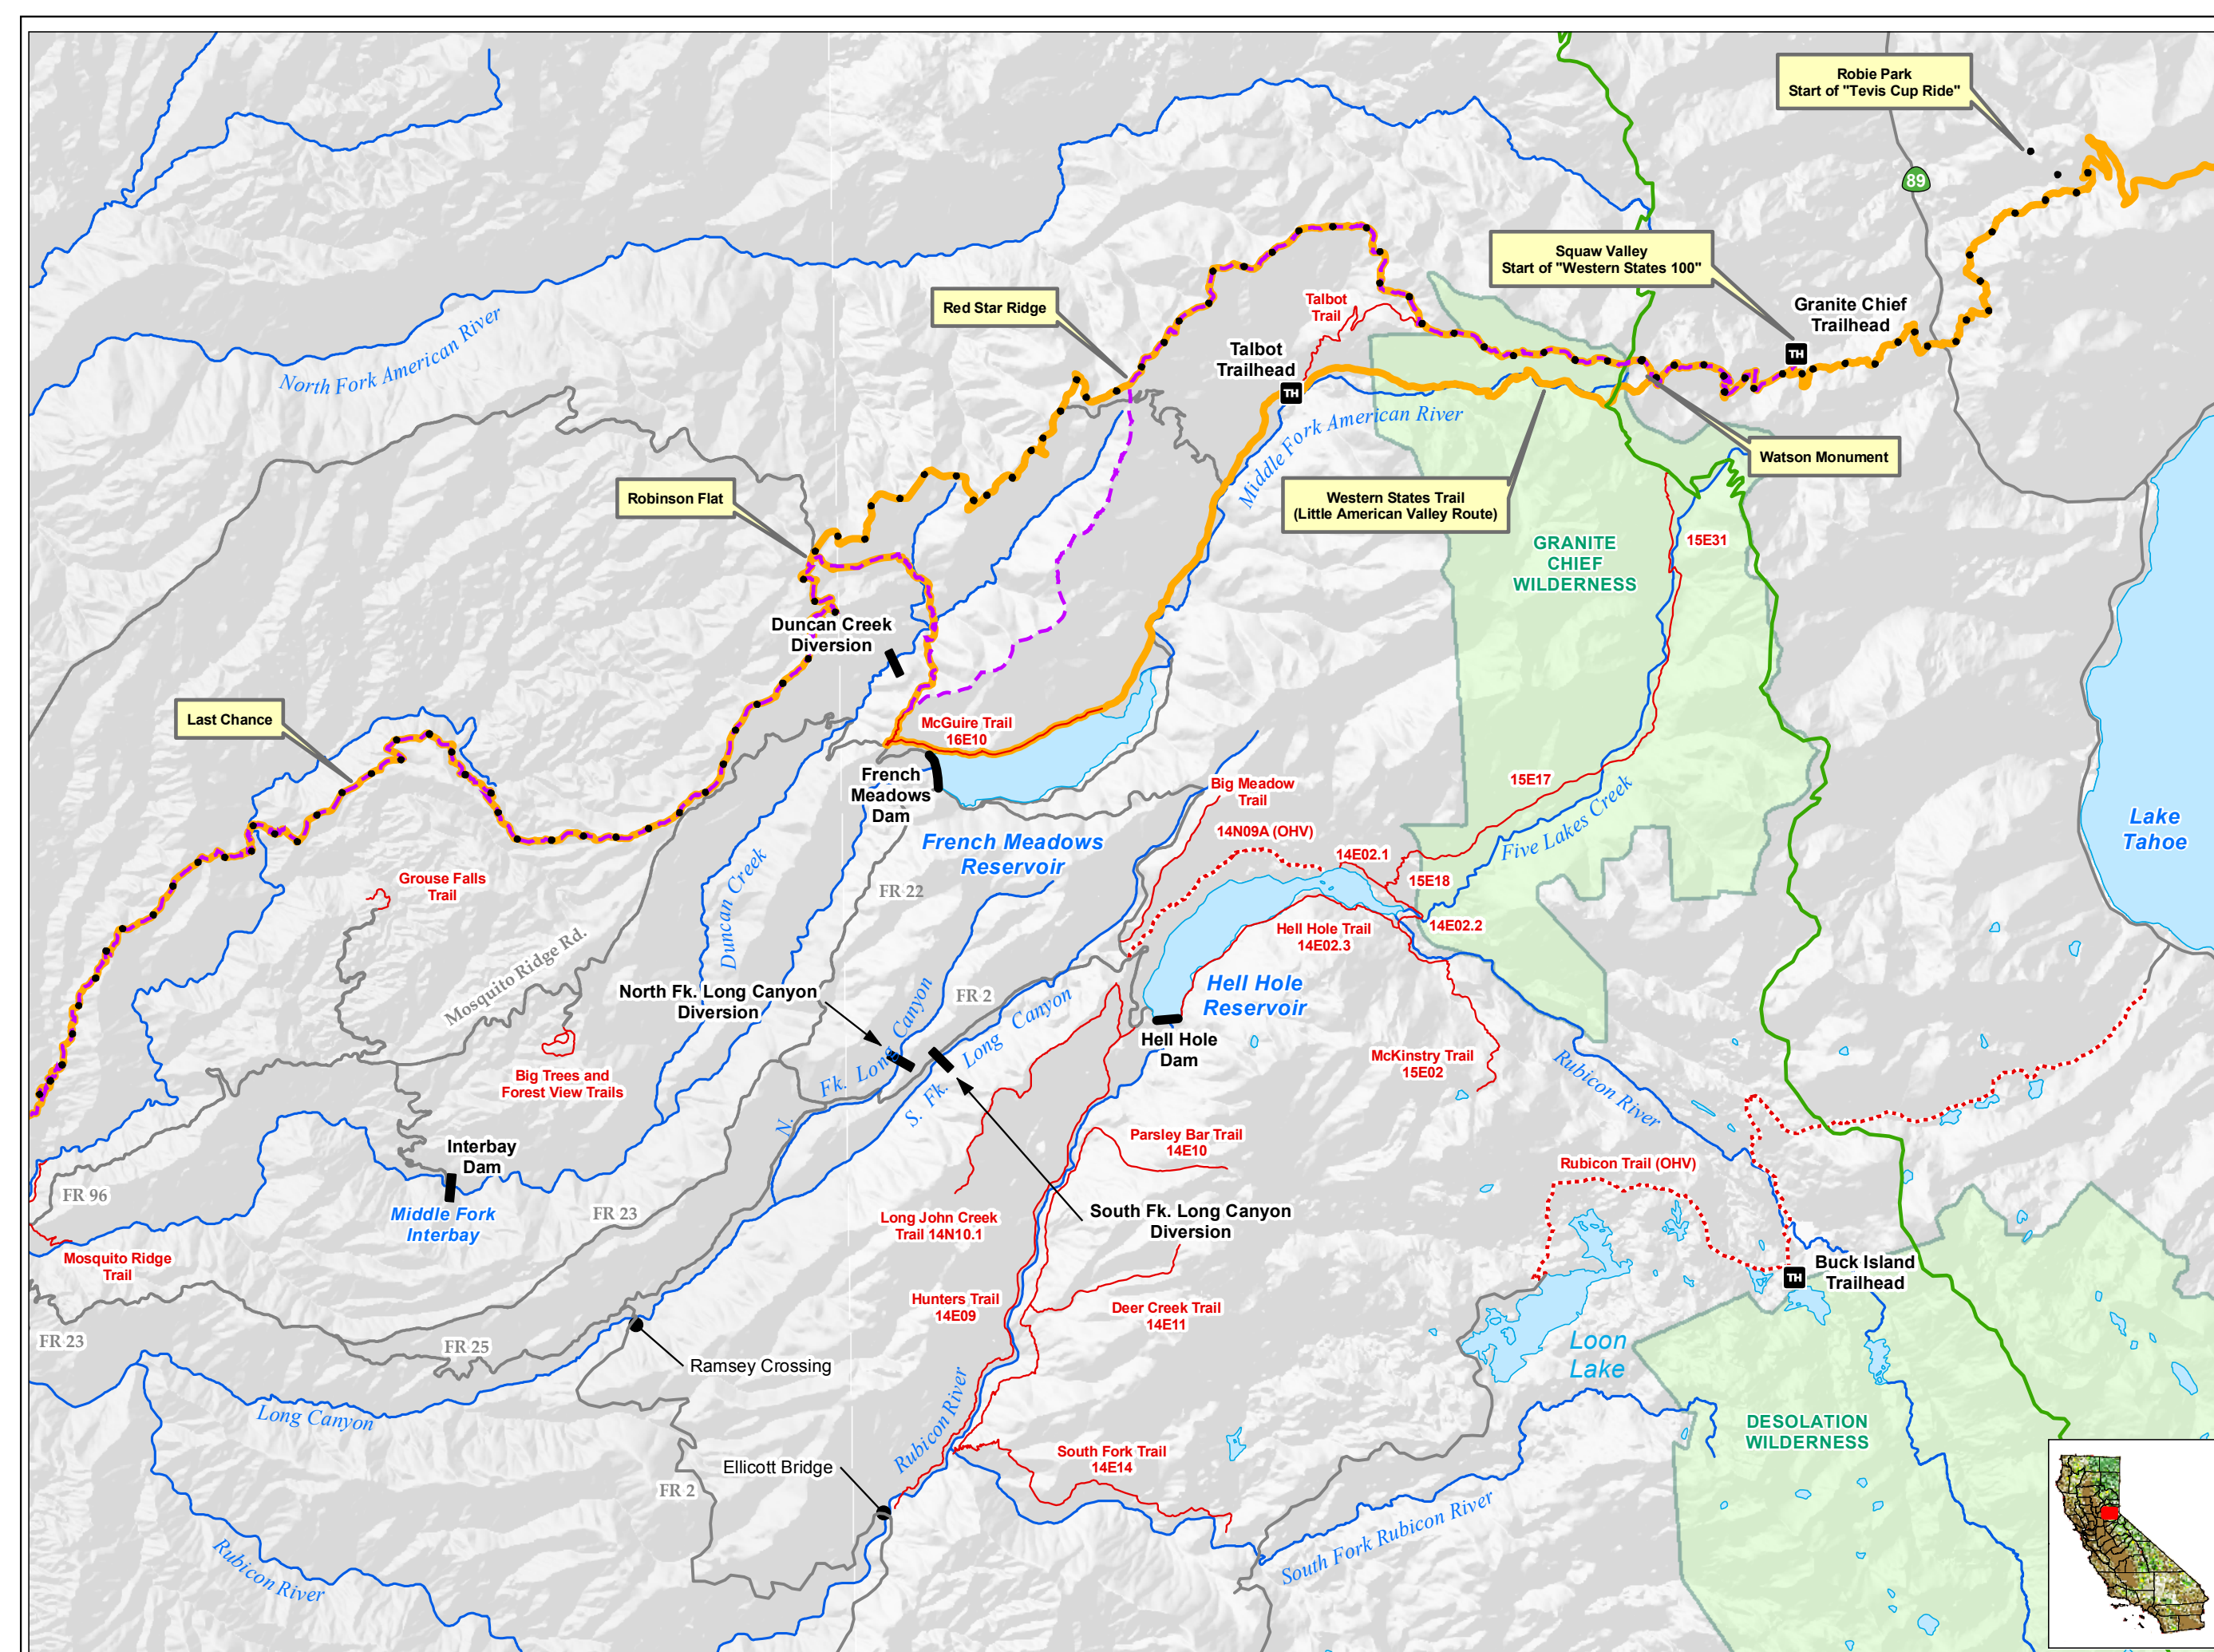 Robie Park
Start of "Tevis Cup Ride"
89
Squaw Valley
Start of "Western States 100"
Granite Chief
Trailhead
TH
Red Star Ridge
Talbot
Trail
Talbot
Trailhead
TH
North Fork American River
Middle Fork American River
Watson Monument
Robinson Flat
Western States Trail
(Little American Valley Route)
GRANITE
CHIEF
WILDERNESS
15E31
Duncan Creek
Diversion
Last Chance
McGuire Trail
16E10
French
Meadows
Dam
French Meadows
Reservoir
Big Meadow
Trail
14N09A (OHV)
15E17
Five Lakes Creek
14E02.1
15E18
14E02.2
Lake
Tahoe
Grouse Falls
Trail
FR 22
Duncan Creek
Mosquito Ridge Rd.
Hell Hole Trail
14E02.3
Hell Hole
Reservoir
North Fk. Long Canyon
Diversion
FR 2
N. Fk. Long Canyon
S. Fk. Long Canyon
Hell Hole
Dam
McKinstry Trail
15E02
Rubicon River
Big Trees and
Forest View Trails
Interbay
Dam
Middle Fork
Interbay
FR 96
FR 23
Parsley Bar Trail
14E10
Rubicon Trail (OHV)
South Fk. Long Canyon
Diversion
Long John Creek
Trail 14N10.1
Mosquito Ridge
Trail
Buck Island
Trailhead
TH
Hunters Trail
14E09
Deer Creek Trail
14E11
FR 23
FR 25
Ramsey Crossing
Loon
Lake
Long Canyon
Rubicon River
DESOLATION
WILDERNESS
Ellicott Bridge
South Fork Trail
14E14
FR 2
South Fork Rubicon River
Rubicon River